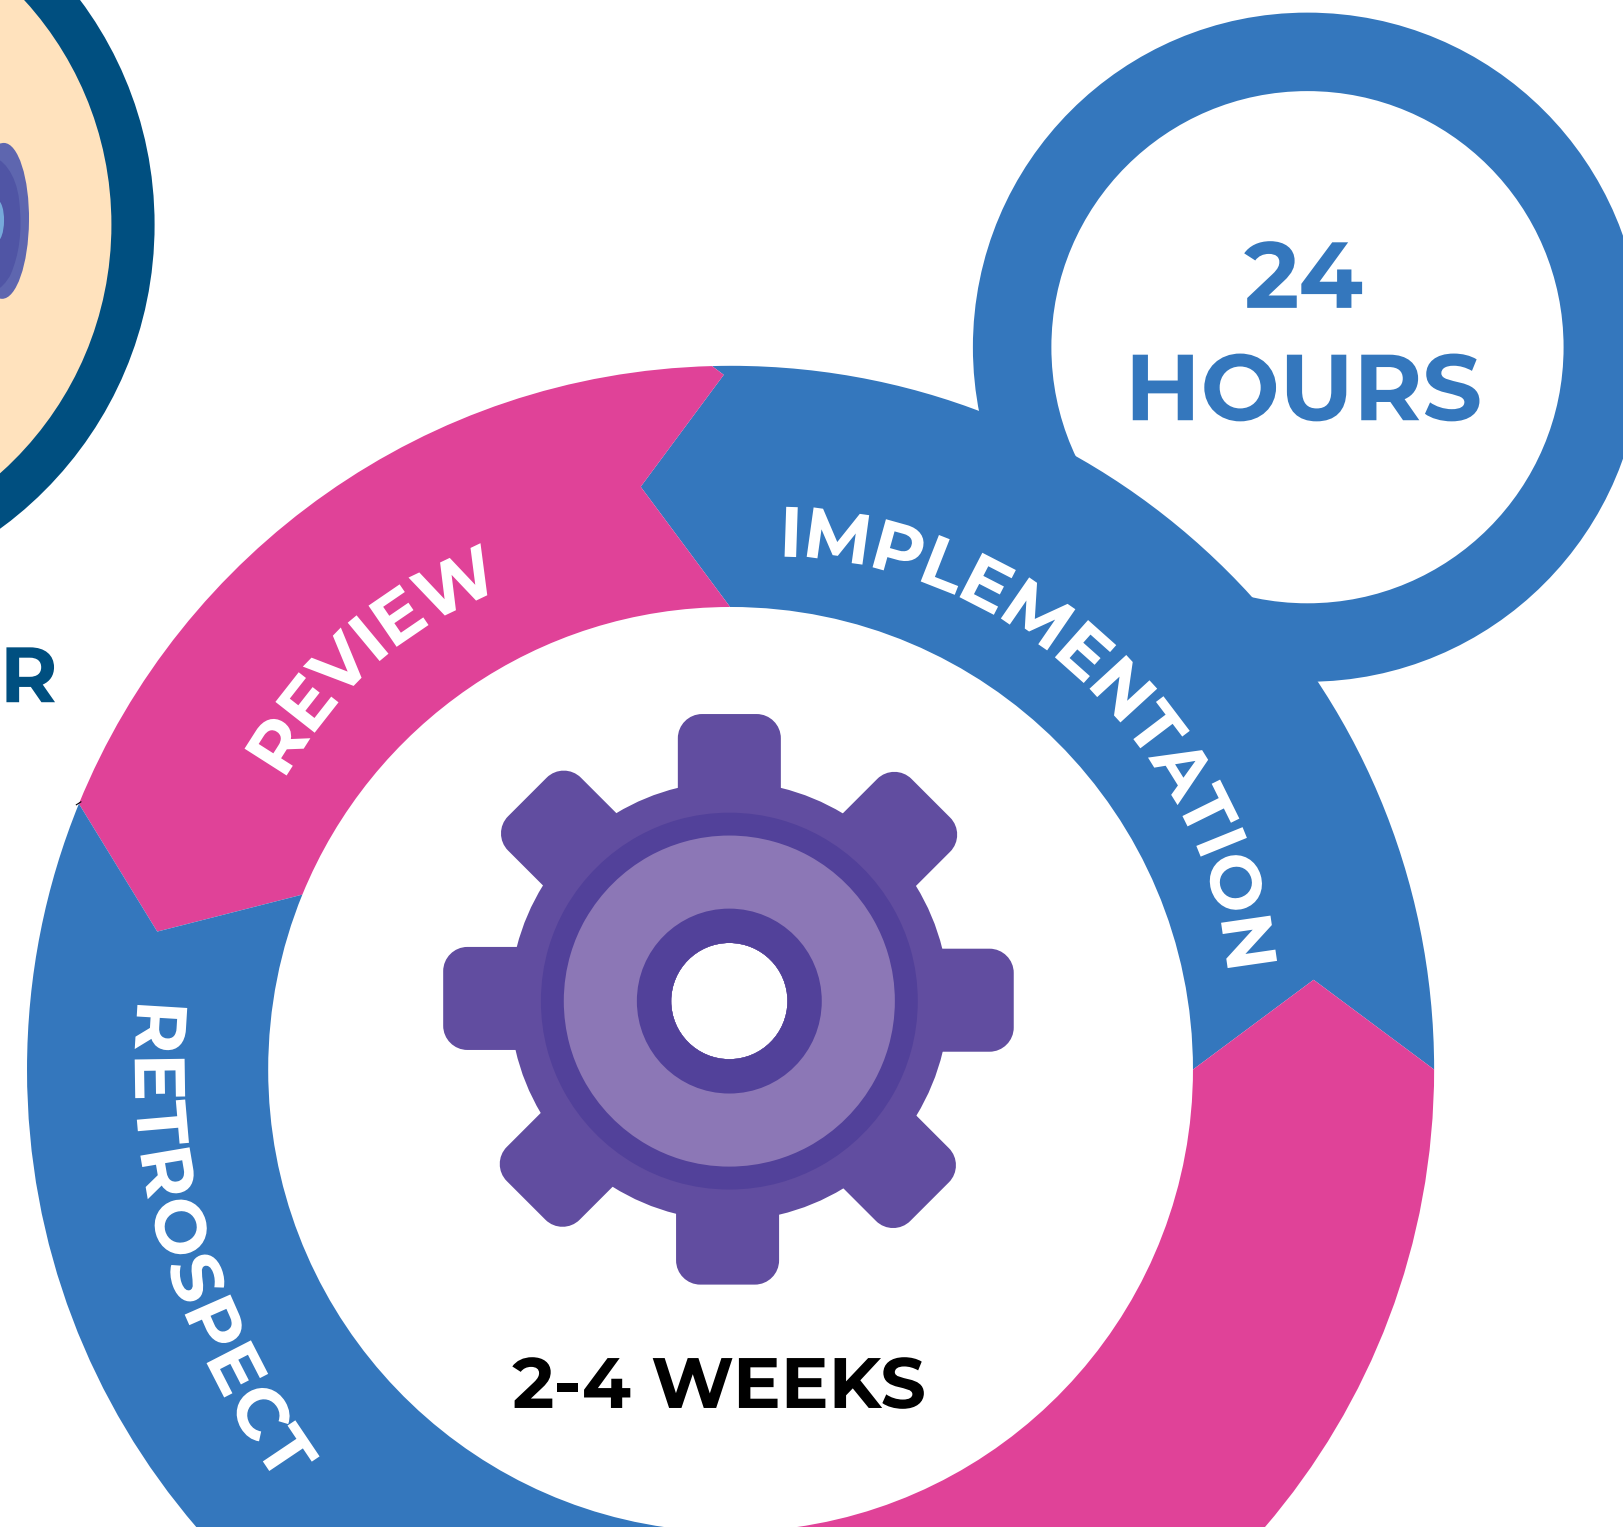 24
HOURS
IMPLEMENTATION
REVIEW
R
RETROSPECT
2-4 WEEKS